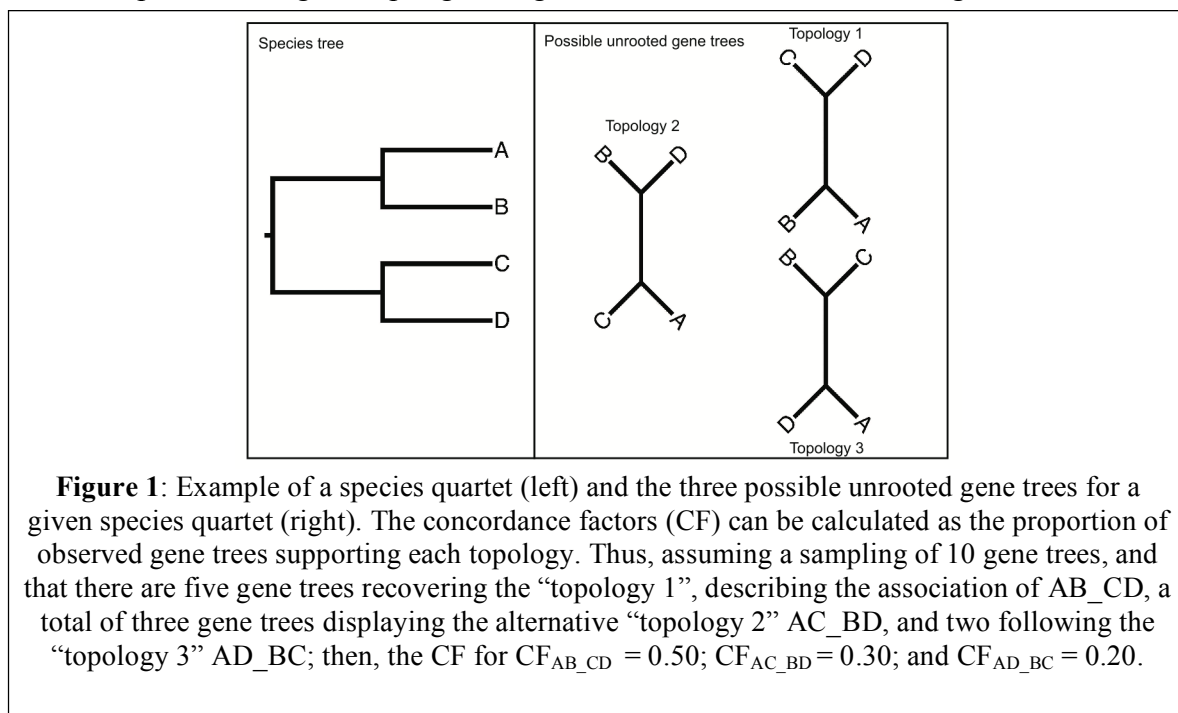 Species tree
A
B
C
D
Possible unrooted gene trees
Topology 1
C D
B A
Topology 2
B D
C A
B C
D A
Topology 3
Figure 1: Example of a species quartet (left) and the three possible unrooted gene trees for a
given species quartet (right). The concordance factors (CF) can be calculated as the proportion of
observed gene trees supporting each topology. Thus, assuming a sampling of 10 gene trees, and
that there are five gene trees recovering the “topology 1”, describing the association of AB_CD, a
total of three gene trees displaying the alternative “topology 2” AC_BD, and two following the
“topology 3” AD_BC; then, the CF for CFAB_CD = 0.50; CFAC_BD = 0.30; and CFAD_BC = 0.20.